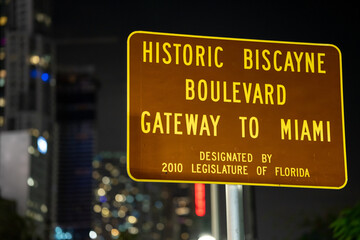 HISTORIC BISCAYNE
BOULEVARD
GATEWAY TO MIAMI
DESIGNATED BY
2010 LEGISLATURE OF FLORIDA